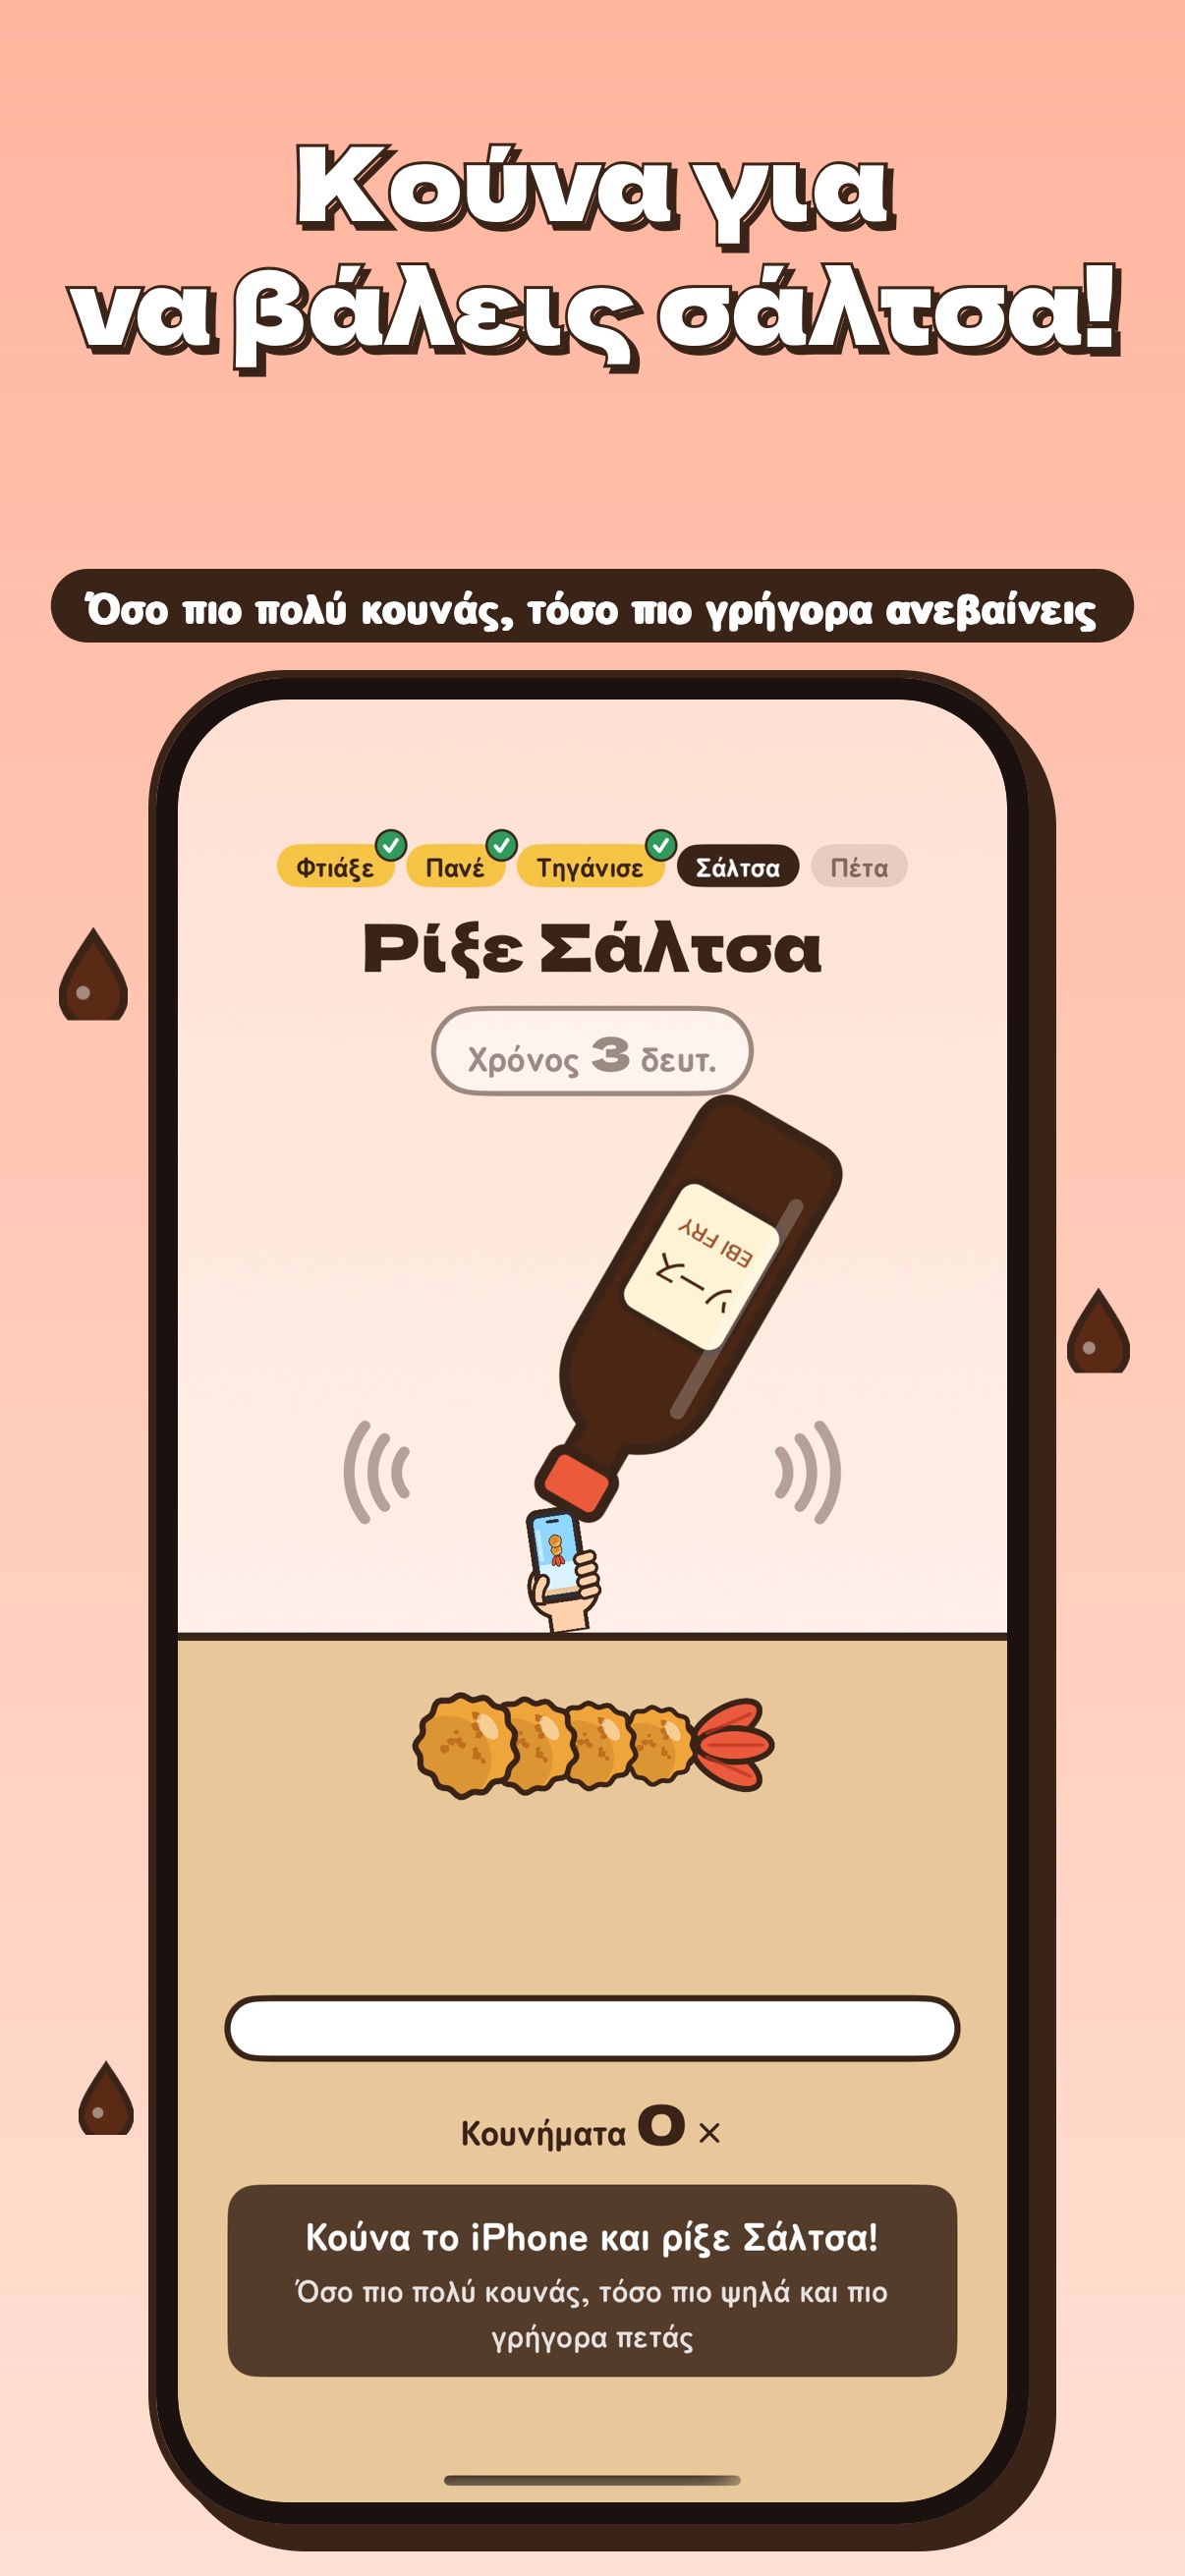 Κούνα για
να βάλεις σάλτσα!
Όσο πιο πολύ κουνάς, τόσο πιο γρήγορα ανεβαίνεις
Φτιάξε Πανέ Τηγάνισε Σάλτσα Πέτα
Ρίξε Σάλτσα
Χρόνος 3 δευτ.
EBI FRY
ソース
Κουνήματα 0 ×
Κούνα το iPhone και ρίξε Σάλτσα!
Όσο πιο πολύ κουνάς, τόσο πιο ψηλά και πιο
γρήγορα πετάς